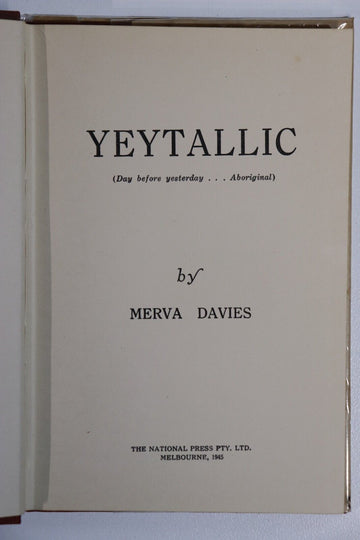 YEYTALLIC
(Day before yesterday . . . Aboriginal)
by
MERVA DAVIES
THE NATIONAL PRESS PTY. LTD.
MELBOURNE, 1945